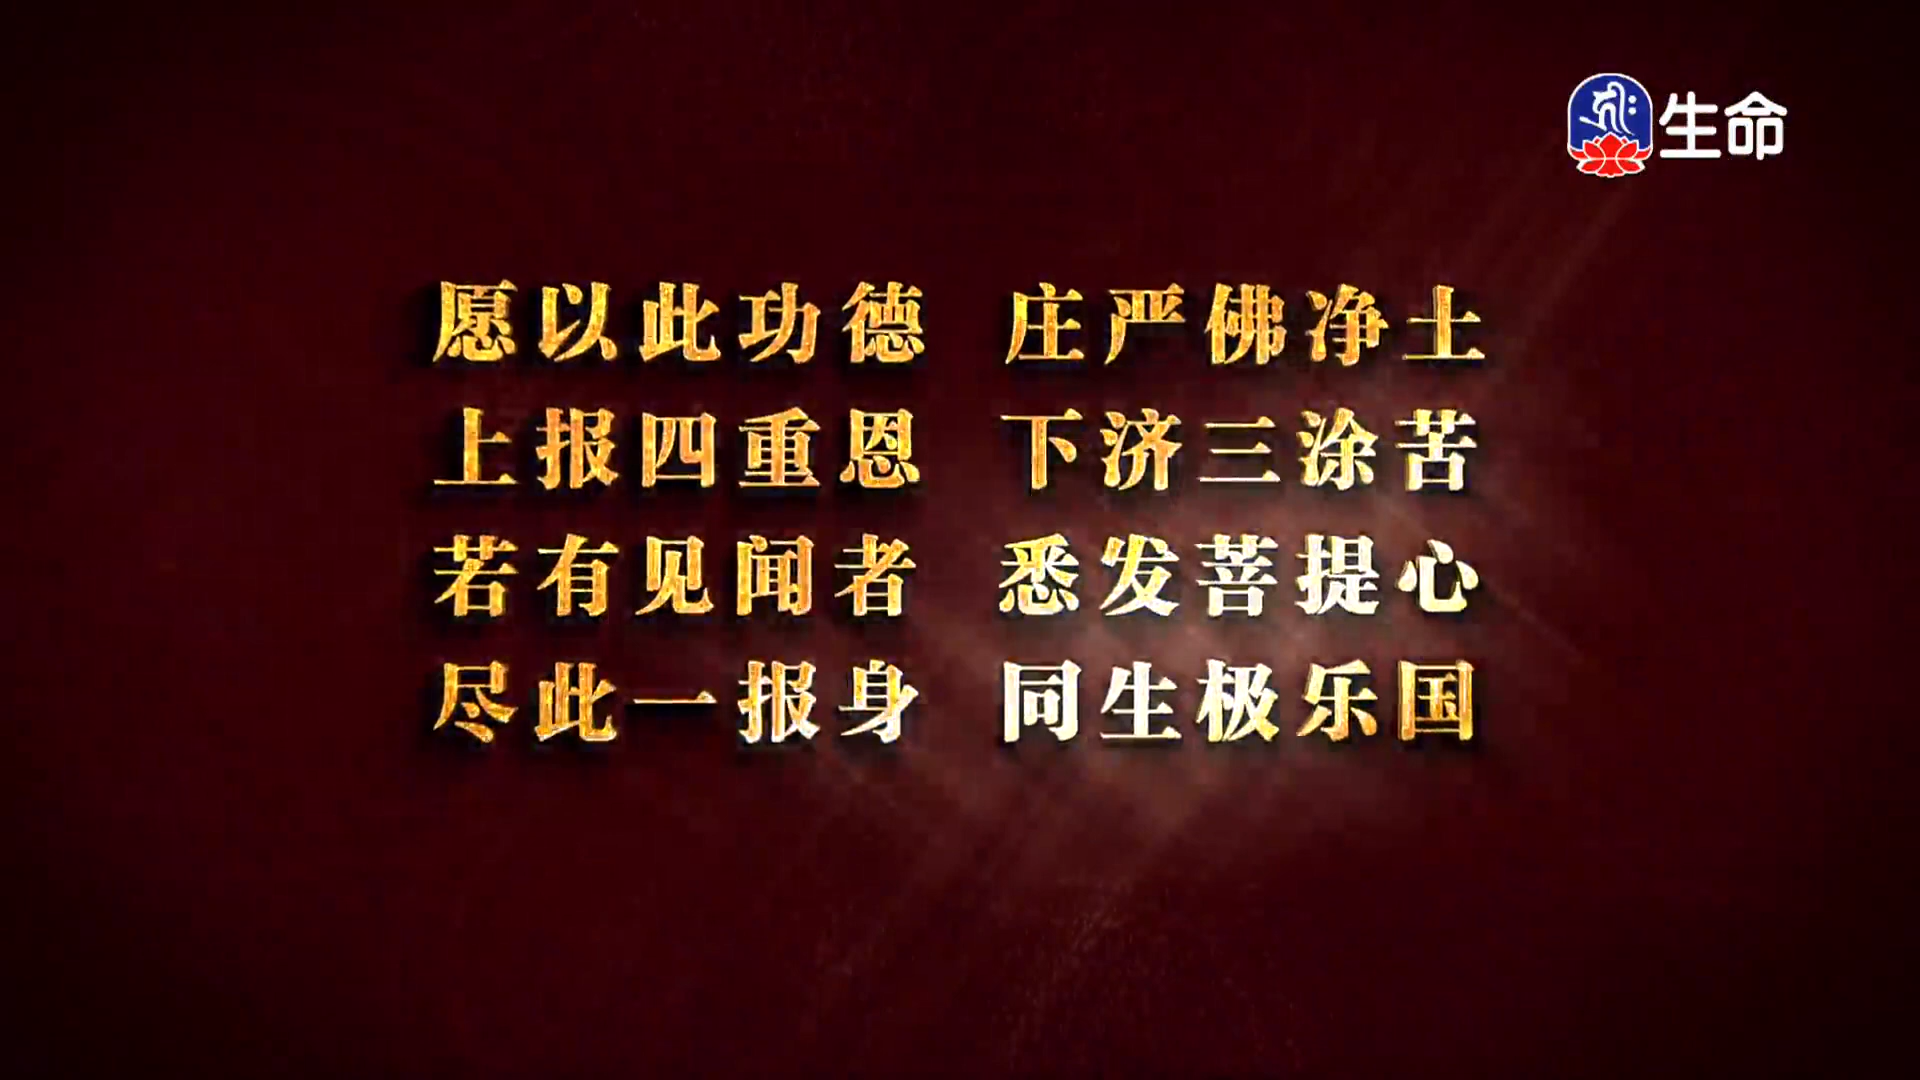 生命
愿以此功德 庄严佛净土
上报四重恩 下济三涂苦
若有见闻者 悉发菩提心
尽此一报身 同生极乐国